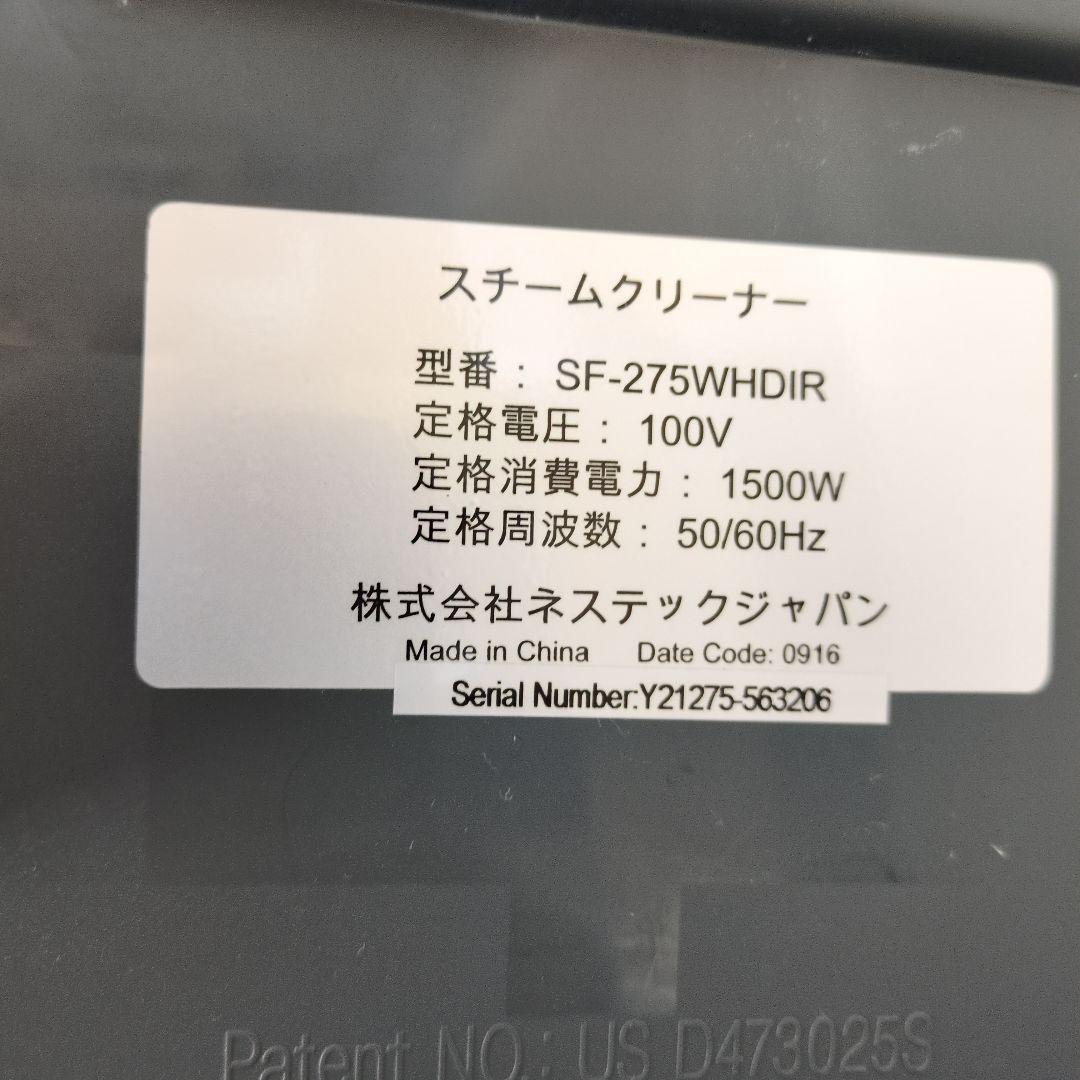 スチームクリーナー
型番： SF-275WHDIR
定格電圧： 100V
定格消費電力： 1500W
定格周波数： 50/60Hz
株式会社ネステックジャパン
Made in China Date Code: 0916
Serial Number:Y21275-563206
Patent NO.: US D473025S